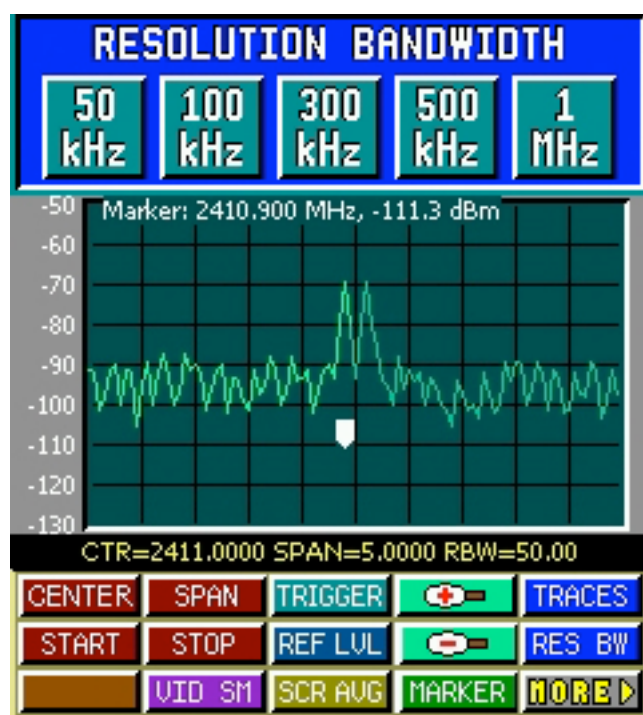 RESOLUTION BANDWIDTH
50 kHz 100 kHz 300 kHz 500 kHz 1 MHz
Marker: 2410.900 MHz, -111.3 dBm
-50
-60
-70
-80
-90
-100
-110
-120
-130
CTR=2411.0000 SPAN=5.0000 RBW=50.00
CENTER SPAN TRIGGER TRACES
START STOP REF LVL RES BW
VID SM SCR AVG MARKER MORE